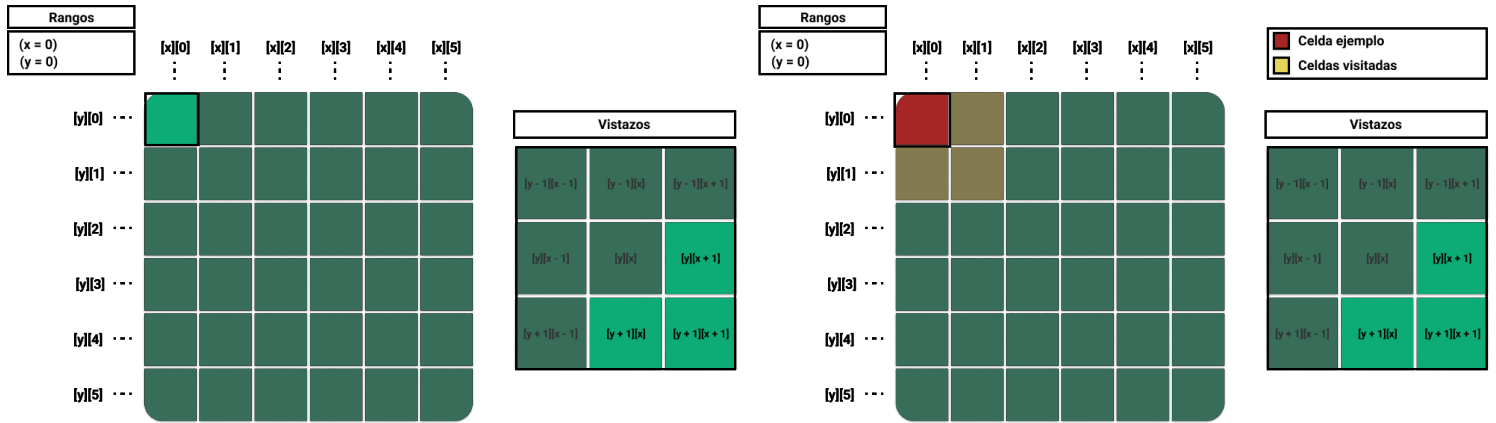 Rangos
(x = 0)
(y = 0)
[x][0] [x][1] [x][2] [x][3] [x][4] [x][5]
[y][0]
[y][1]
[y][2]
[y][3]
[y][4]
[y][5]
Vistazos
[y - 1][x - 1] [y - 1][x] [y - 1][x + 1]
[y][x - 1] [y][x] [y][x + 1]
[y + 1][x - 1] [y + 1][x] [y + 1][x + 1]
Rangos
(x = 0)
(y = 0)
[x][0] [x][1] [x][2] [x][3] [x][4] [x][5]
[y][0]
[y][1]
[y][2]
[y][3]
[y][4]
[y][5]
Celda ejemplo
Celdas visitadas
Vistazos
[y - 1][x - 1] [y - 1][x] [y - 1][x + 1]
[y][x - 1] [y][x] [y][x + 1]
[y + 1][x - 1] [y + 1][x] [y + 1][x + 1]